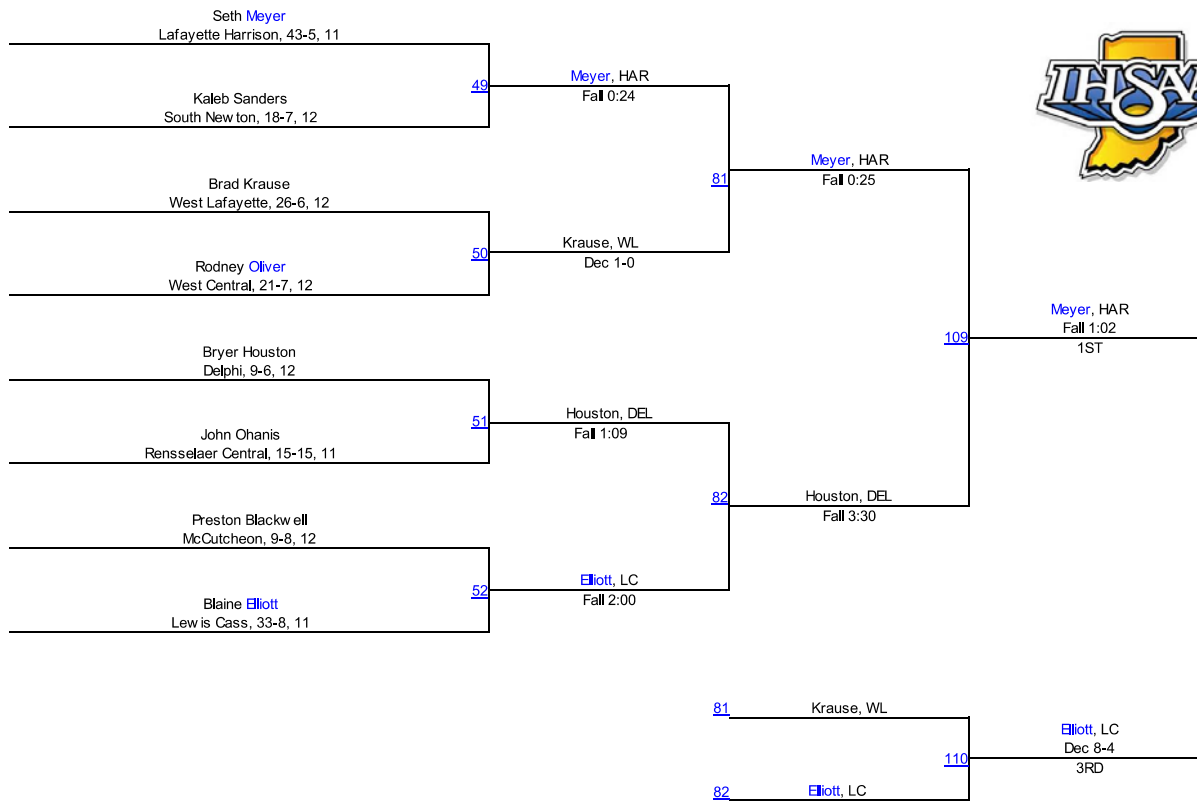 Seth Meyer
Lafayette Harrison, 43-5, 11
Kaleb Sanders
South Newton, 18-7, 12
49
Meyer, HAR
Fall 0:24
Brad Krause
West Lafayette, 26-6, 12
Rodney Oliver
West Central, 21-7, 12
50
Krause, WL
Dec 1-0
81
Meyer, HAR
Fall 0:25
Bryer Houston
Delphi, 9-6, 12
John Ohanis
Rensselaer Central, 15-15, 11
51
Houston, DEL
Fall 1:09
Preston Blackwell
McCutcheon, 9-8, 12
Blaine Elliott
Lewis Cass, 33-8, 11
52
Elliott, LC
Fall 2:00
82
Houston, DEL
Fall 3:30
109
Meyer, HAR
Fall 1:02
1ST
81
Krause, WL
82
Elliott, LC
110
Elliott, LC
Dec 8-4
3RD
IHSAA